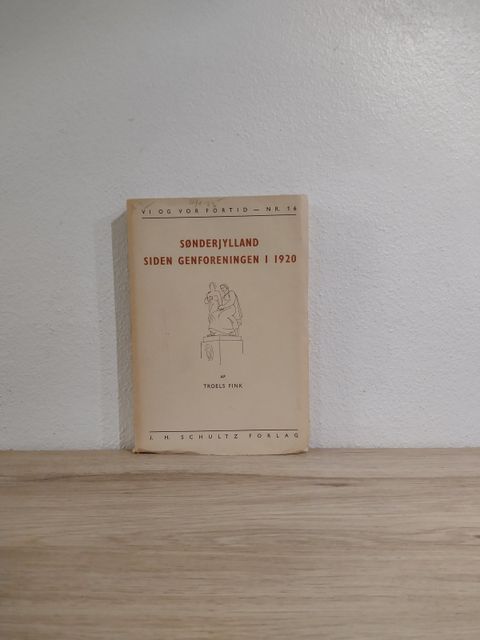 VI OG VOR FORTID — NR. 16
SØNDERJYLLAND
SIDEN GENFORENINGEN I 1920
AF
TROELS FINK
J. H. SCHULTZ FORLAG